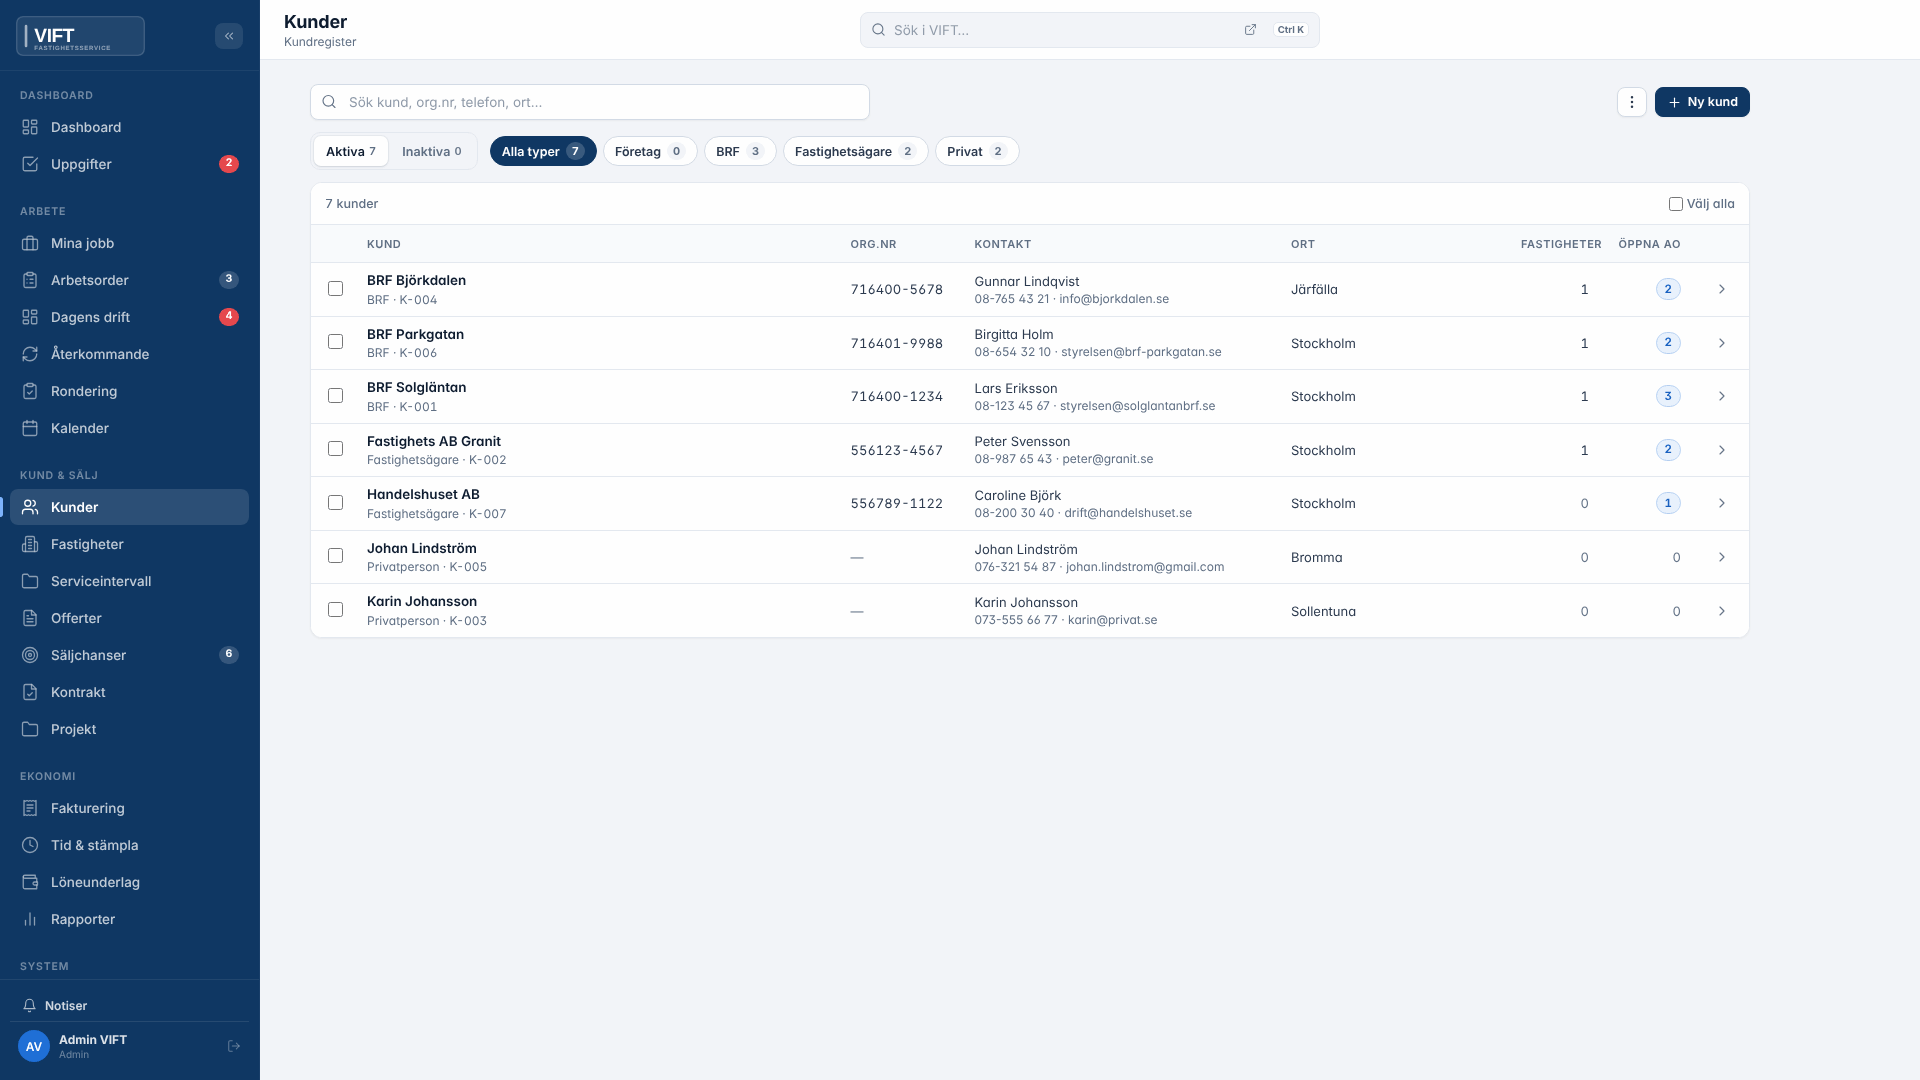 VIFT
FASTIGHETSSERVICE
DASHBOARD
Dashboard
Uppgifter 2
ARBETE
Mina jobb
Arbetsorder 3
Dagens drift 4
Återkommande
Rondering
Kalender
KUND & SÄLJ
Kunder
Fastigheter
Serviceintervall
Offerter
Säljchanser 6
Kontrakt
Projekt
EKONOMI
Fakturering
Tid & stämpla
Löneunderlag
Rapporter
SYSTEM
Notiser
AV Admin VIFT
Admin
Kunder
Kundregister
Sök i VIFT... Ctrl K
Sök kund, org.nr, telefon, ort...
Ny kund
Aktiva 7 Inaktiva 0 Alla typer 7 Företag 0 BRF 3 Fastighetsägare 2 Privat 2
7 kunder Välj alla
KUND ORG.NR KONTAKT ORT FASTIGHETER ÖPPNA AO
BRF Björkdalen
BRF · K-004
716400-5678
Gunnar Lindqvist
08-765 43 21 · info@bjorkdalen.se
Järfälla 1 2
BRF Parkgatan
BRF · K-006
716401-9988
Birgitta Holm
08-654 32 10 · styrelsen@brf-parkgatan.se
Stockholm 1 2
BRF Solgläntan
BRF · K-001
716400-1234
Lars Eriksson
08-123 45 67 · styrelsen@solglantanbrf.se
Stockholm 1 3
Fastighets AB Granit
Fastighetsägare · K-002
556123-4567
Peter Svensson
08-987 65 43 · peter@granit.se
Stockholm 1 2
Handelshuset AB
Fastighetsägare · K-007
556789-1122
Caroline Björk
08-200 30 40 · drift@handelshuset.se
Stockholm 0 1
Johan Lindström
Privatperson · K-005
—
Johan Lindström
076-321 54 87 · johan.lindstrom@gmail.com
Bromma 0 0
Karin Johansson
Privatperson · K-003
—
Karin Johansson
073-555 66 77 · karin@privat.se
Sollentuna 0 0